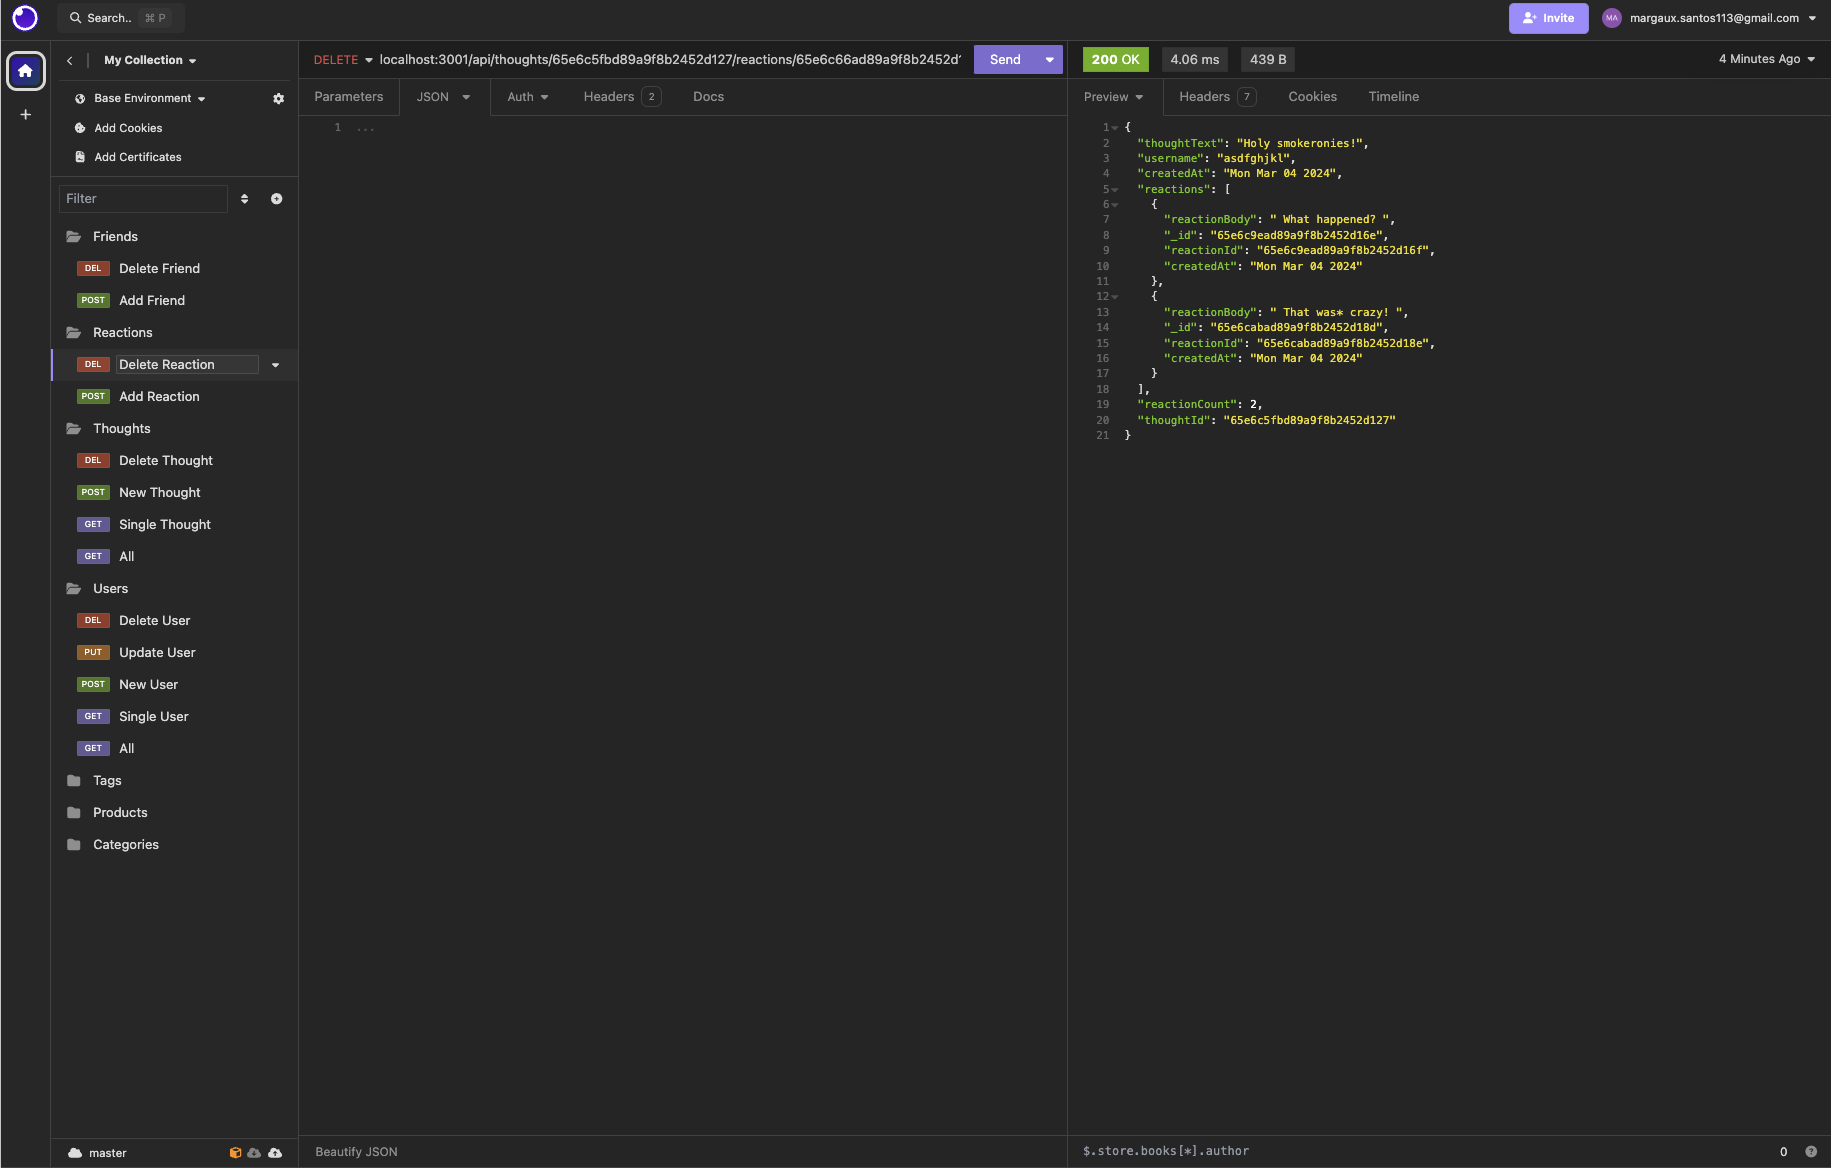 Search.. ⌘ P
Invite
MA margaux.santos113@gmail.com
My Collection
Base Environment
Add Cookies
Add Certificates
Filter
Friends
DEL Delete Friend
POST Add Friend
Reactions
DEL Delete Reaction
POST Add Reaction
Thoughts
DEL Delete Thought
POST New Thought
GET Single Thought
GET All
Users
DEL Delete User
PUT Update User
POST New User
GET Single User
GET All
Tags
Products
Categories
master
DELETE localhost:3001/api/thoughts/65e6c5fbd89a9f8b2452d127/reactions/65e6c66ad89a9f8b2452d1
Send
Parameters JSON Auth Headers 2 Docs
1 ...
Beautify JSON
200 OK 4.06 ms 439 B 4 Minutes Ago
Preview Headers 7 Cookies Timeline
1 {
2 "thoughtText": "Holy smokeronies!",
3 "username": "asdfghjkl",
4 "createdAt": "Mon Mar 04 2024",
5 "reactions": [
6 {
7 "reactionBody": " What happened? ",
8 "_id": "65e6c9ead89a9f8b2452d16e",
9 "reactionId": "65e6c9ead89a9f8b2452d16f",
10 "createdAt": "Mon Mar 04 2024"
11 },
12 {
13 "reactionBody": " That was* crazy! ",
14 "_id": "65e6cabad89a9f8b2452d18d",
15 "reactionId": "65e6cabad89a9f8b2452d18e",
16 "createdAt": "Mon Mar 04 2024"
17 }
18 ],
19 "reactionCount": 2,
20 "thoughtId": "65e6c5fbd89a9f8b2452d127"
21 }
$.store.books[*].author
0 ?